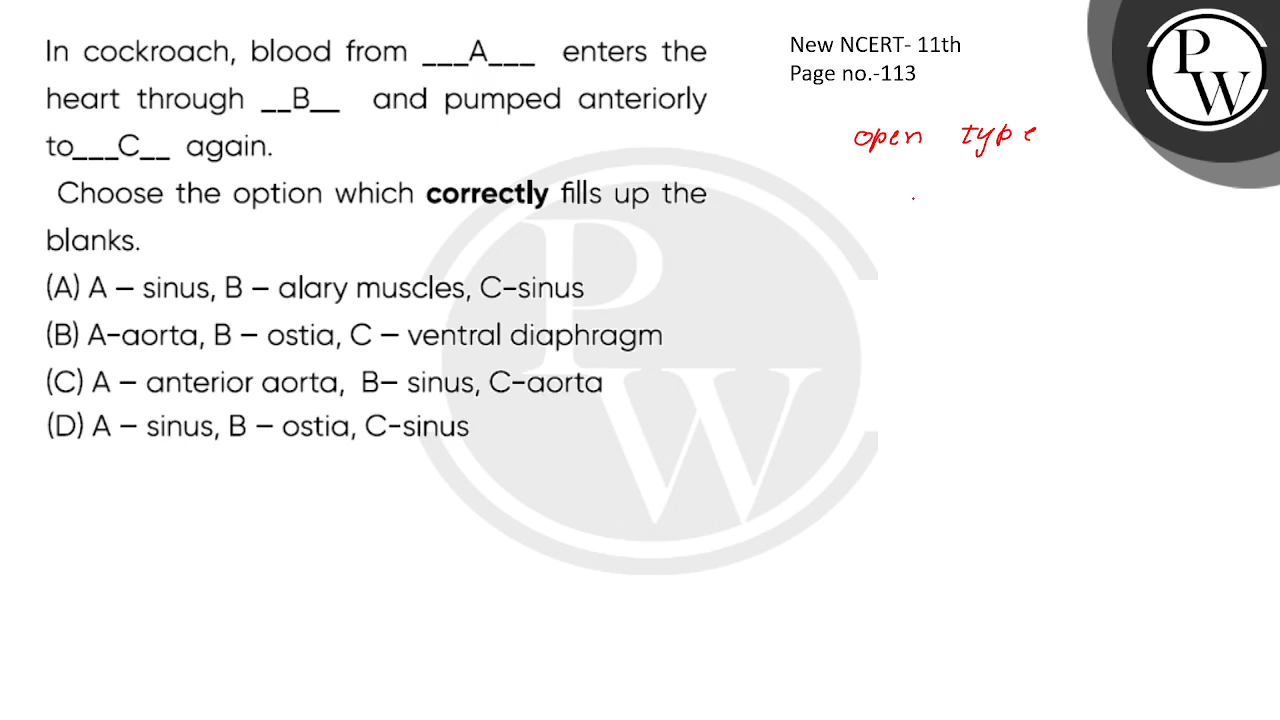 In cockroach, blood from ___A___ enters the
heart through __B__ and pumped anteriorly
to___C__ again.
Choose the option which correctly fills up the
blanks.
(A) A – sinus, B – alary muscles, C-sinus
(B) A-aorta, B – ostia, C – ventral diaphragm
(C) A – anterior aorta, B– sinus, C-aorta
(D) A – sinus, B – ostia, C-sinus
New NCERT- 11th
Page no.-113
open type
PW
PW